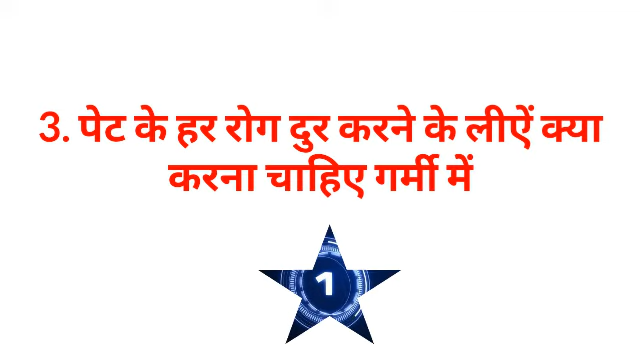 3. पेट के हर रोग दुर करने के लीऐं क्या
करना चाहिए गर्मी में
1